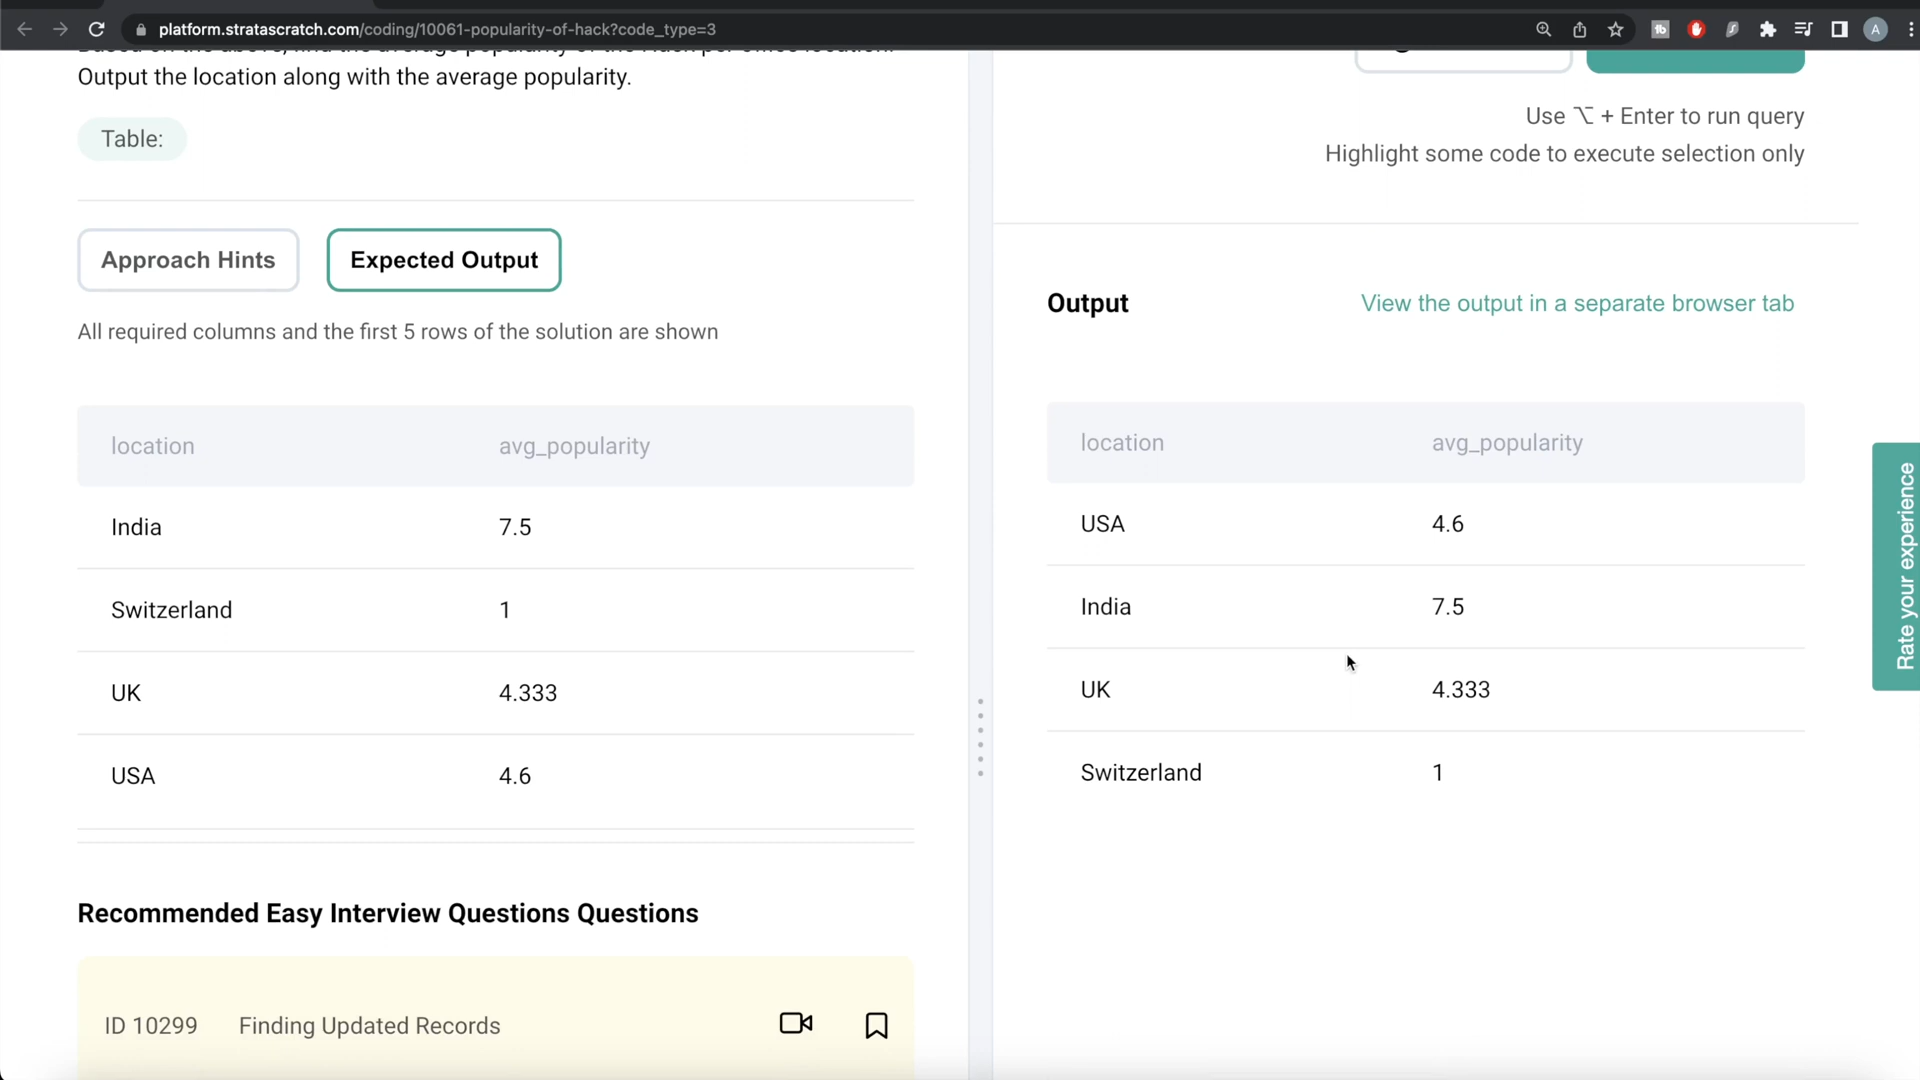 platform.stratascratch.com/coding/10061-popularity-of-hack?code_type=3
A
Output the location along with the average popularity.
Table:
Approach Hints
Expected Output
All required columns and the first 5 rows of the solution are shown
location avg_popularity
India 7.5
Switzerland 1
UK 4.333
USA 4.6
Recommended Easy Interview Questions Questions
ID 10299 Finding Updated Records
Use ⌥ + Enter to run query
Highlight some code to execute selection only
Output
View the output in a separate browser tab
location avg_popularity
USA 4.6
India 7.5
UK 4.333
Switzerland 1
Rate your experience